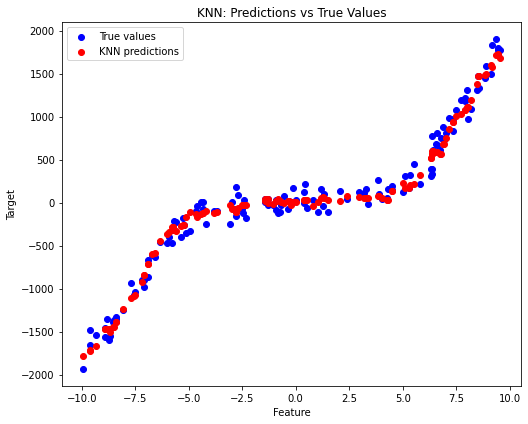 KNN: Predictions vs True Values
True values
KNN predictions
Target
2000
1500
1000
500
0
−500
−1000
−1500
−2000
−10.0 −7.5 −5.0 −2.5 0.0 2.5 5.0 7.5 10.0
Feature